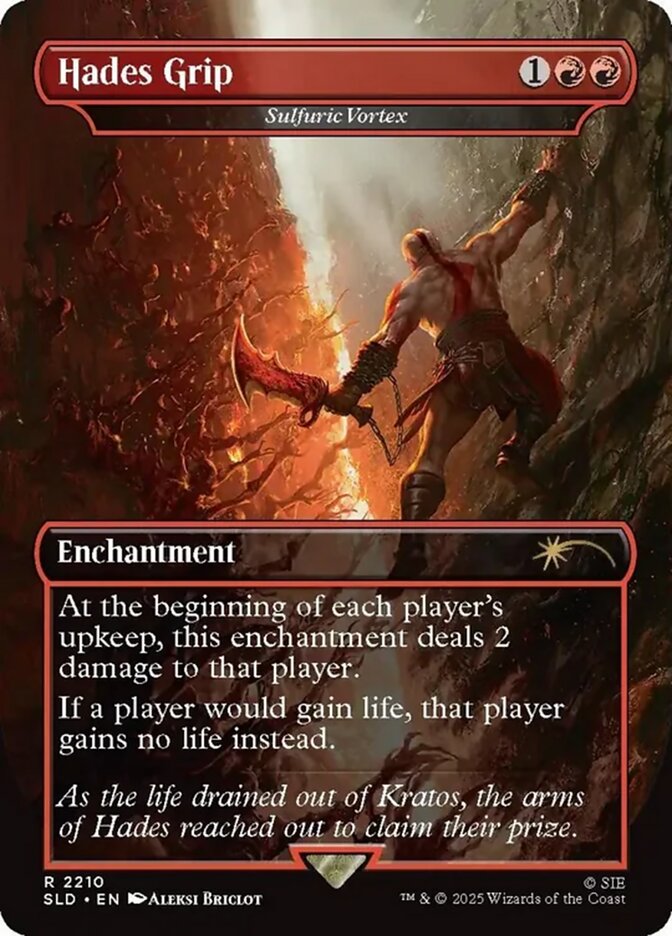 Hades Grip 1
Sulfuric Vortex
Enchantment
At the beginning of each player's
upkeep, this enchantment deals 2
damage to that player.
If a player would gain life, that player
gains no life instead.
As the life drained out of Kratos, the arms
of Hades reached out to claim their prize.
R 2210
© SIE
SLD • EN Aleksi Briclot
™ & © 2025 Wizards of the Coast